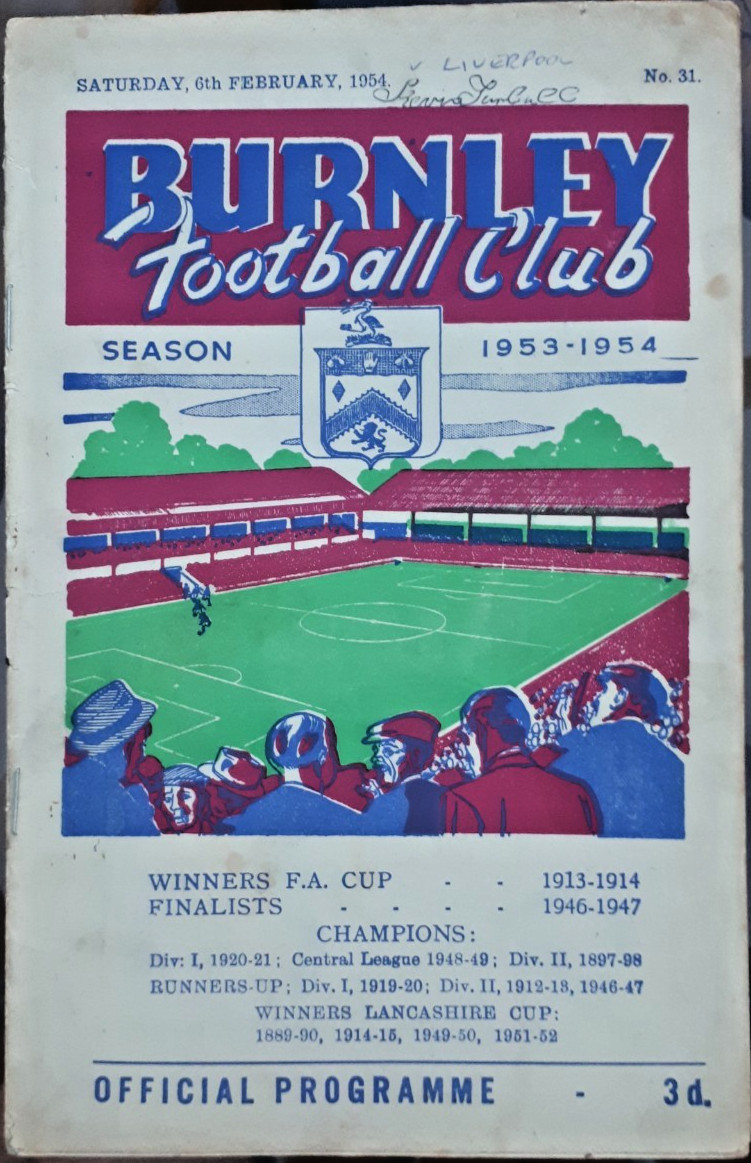 v LIVERPOOL
SATURDAY, 6th FEBRUARY, 1954.
No. 31.
BURNLEY
Football Club
SEASON 1953-1954
WINNERS F.A. CUP - - 1913-1914
FINALISTS - - - - 1946-1947
CHAMPIONS:
Div: I, 1920-21; Central League 1948-49; Div. II, 1897-98
RUNNERS-UP; Div. I, 1919-20; Div. II, 1912-13, 1946-47
WINNERS LANCASHIRE CUP:
1889-90, 1914-15, 1949-50, 1951-52
OFFICIAL PROGRAMME - 3d.